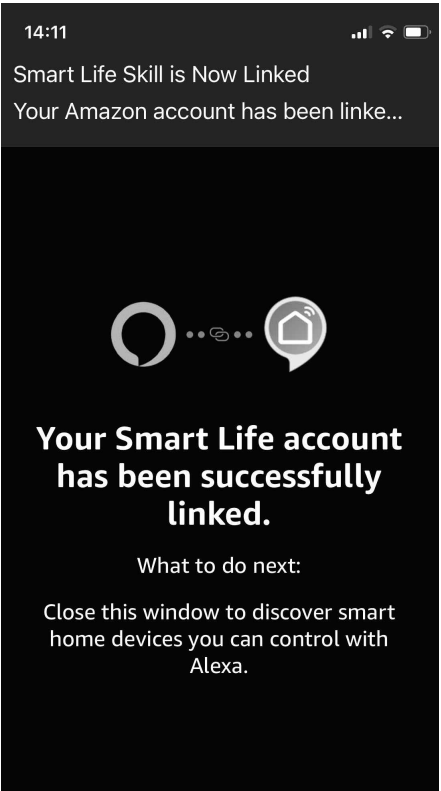 14:11
Smart Life Skill is Now Linked
Your Amazon account has been linke...
Your Smart Life account
has been successfully
linked.
What to do next:
Close this window to discover smart
home devices you can control with
Alexa.